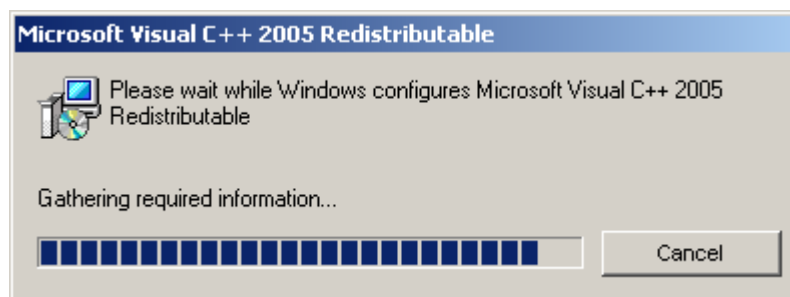 Microsoft Visual C++ 2005 Redistributable
Please wait while Windows configures Microsoft Visual C++ 2005
Redistributable
Gathering required information...
Cancel